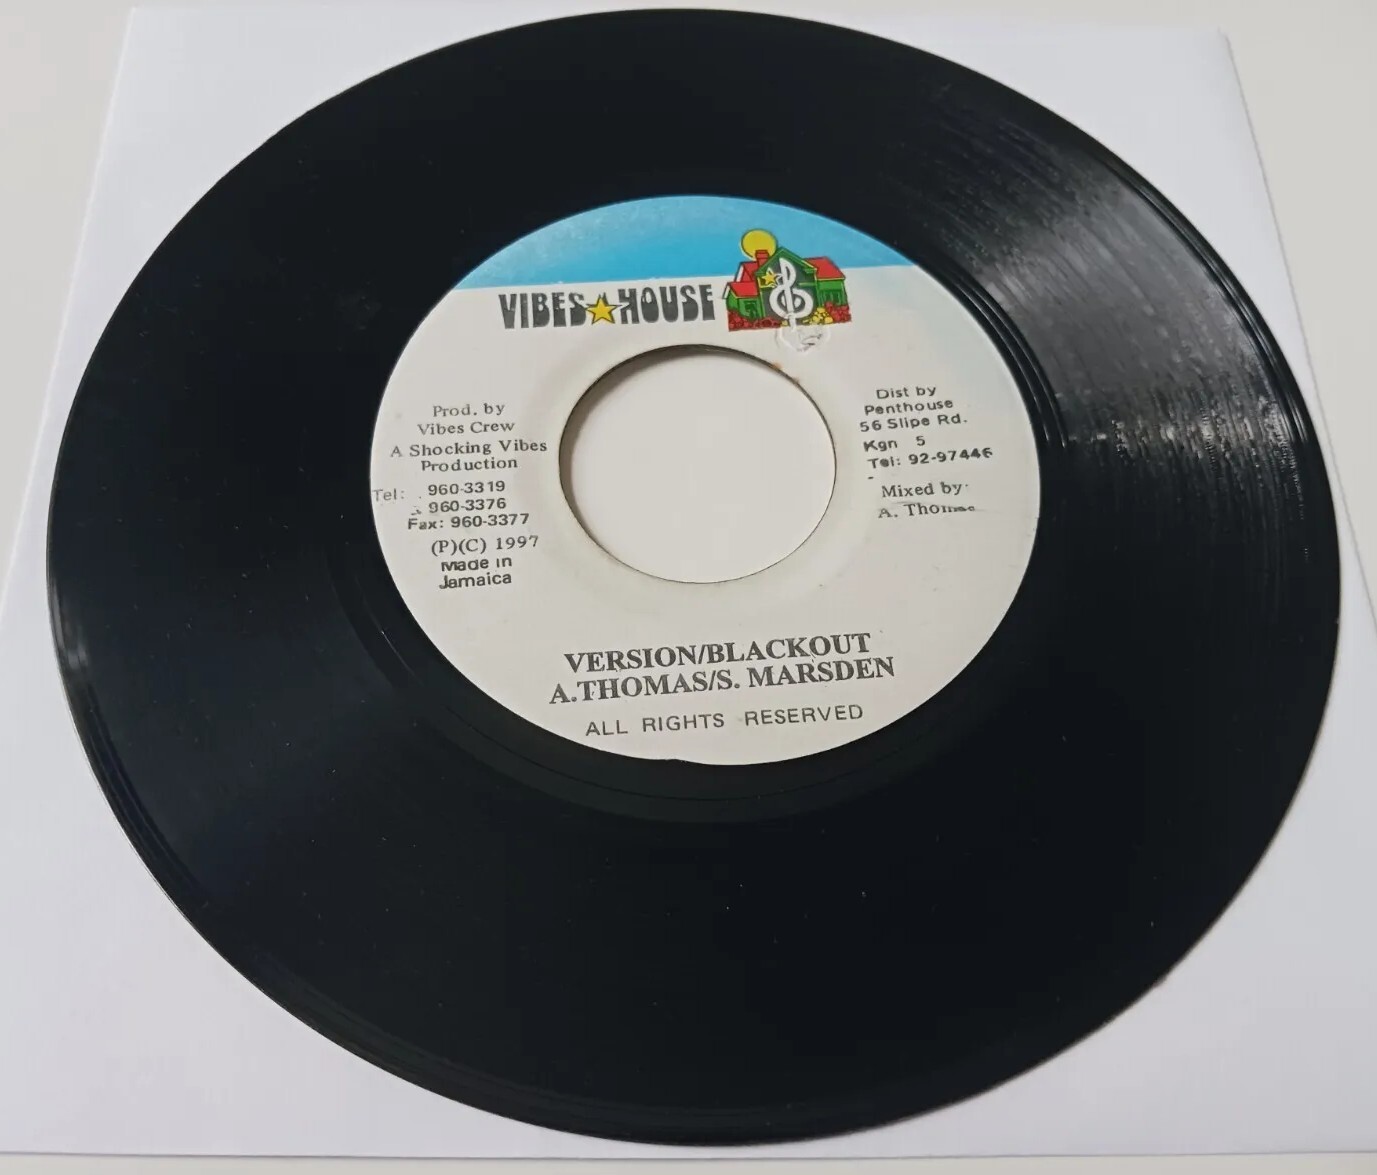 VIBES HOUSE
Prod. by
Vibes Crew
A Shocking Vibes
Production
Tel: 960-3319
960-3376
Fax: 960-3377
(P)(C) 1997
Made in
Jamaica
Dist by
Penthouse
56 Slipe Rd.
Kgn 5
Tel: 92-97446
Mixed by:
A. Thomas
VERSION/BLACKOUT
A.THOMAS/S. MARSDEN
ALL RIGHTS RESERVED